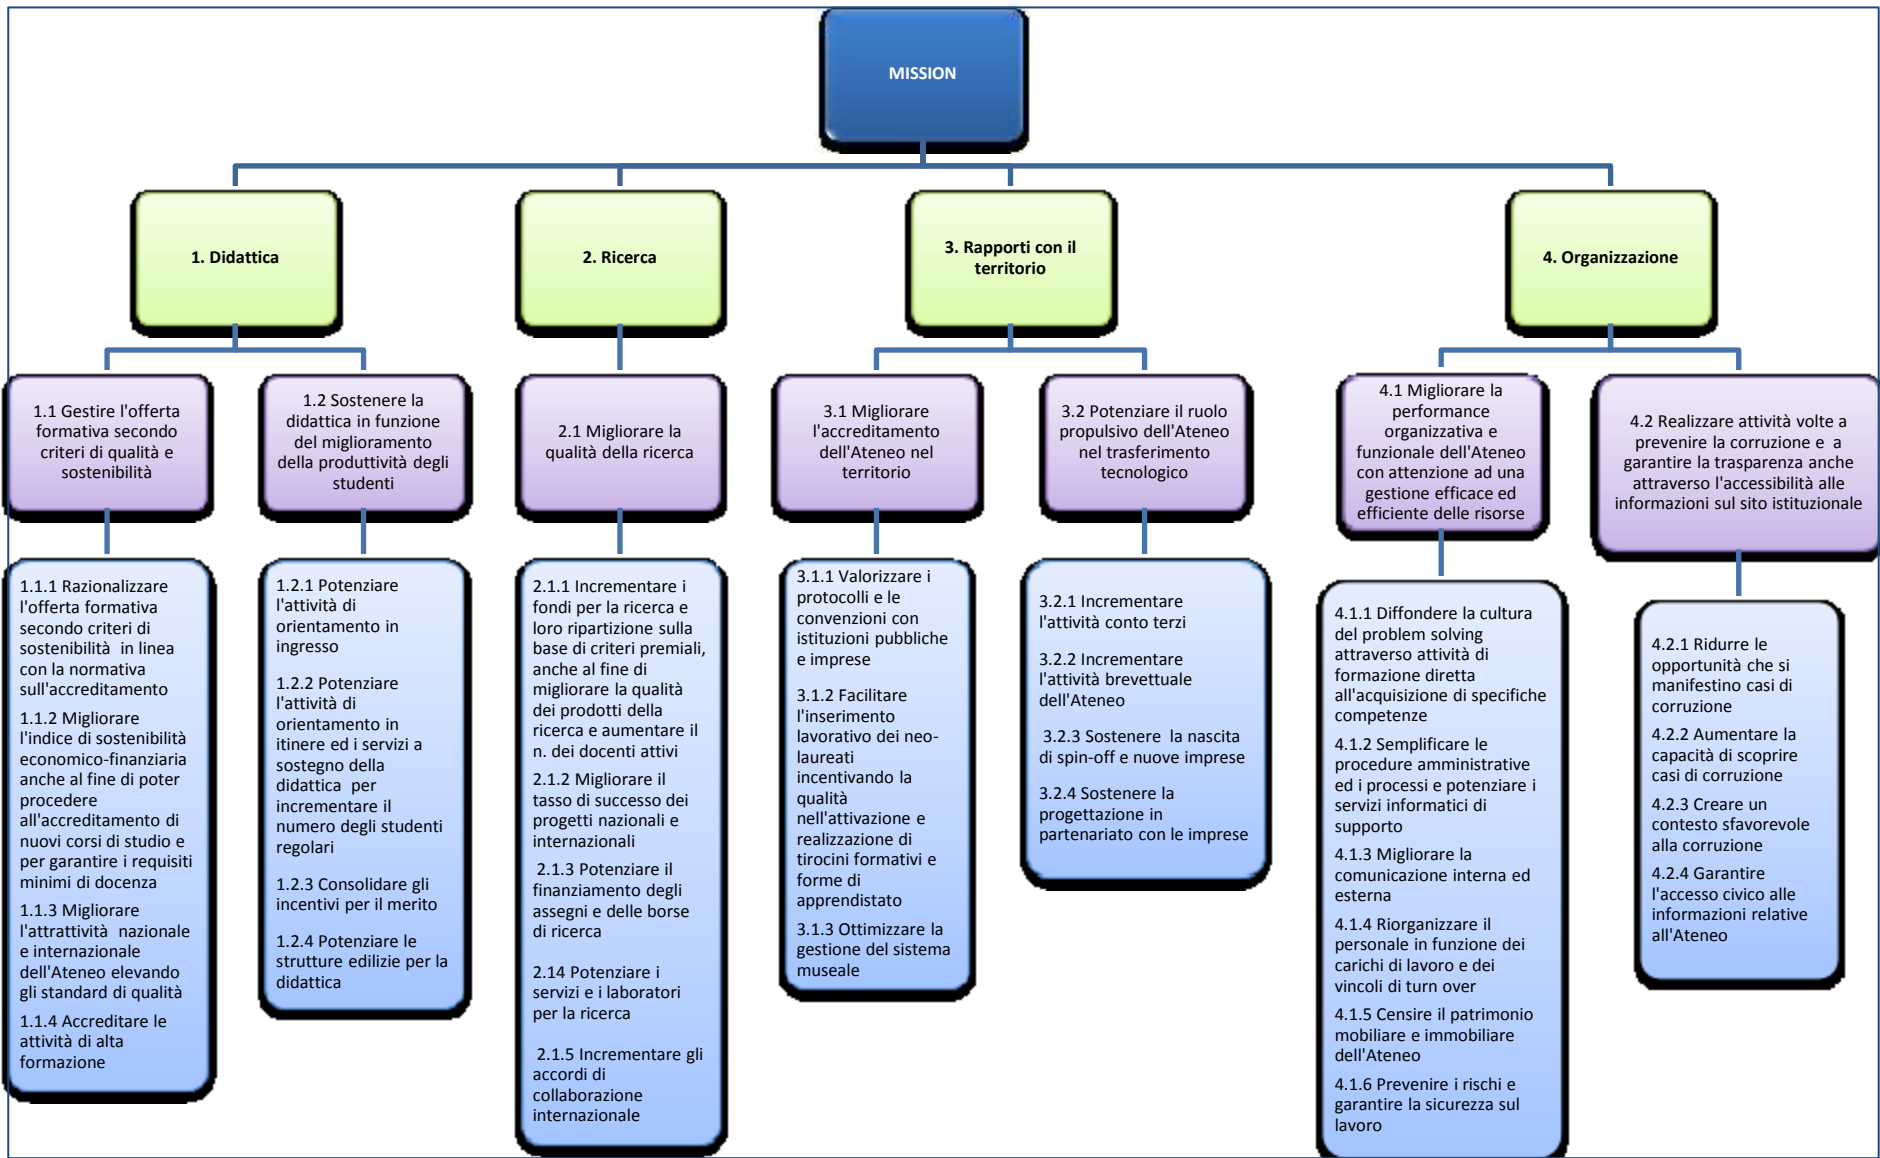 MISSION
1. Didattica
2. Ricerca
3. Rapporti con il
territorio
4. Organizzazione
1.1 Gestire l'offerta
formativa secondo
criteri di qualità e
sostenibilità
1.2 Sostenere la
didattica in funzione
del miglioramento
della produttività degli
studenti
2.1 Migliorare la
qualità della ricerca
3.1 Migliorare
l'accreditamento
dell'Ateneo nel
territorio
3.2 Potenziare il ruolo
propulsivo dell'Ateneo
nel trasferimento
tecnologico
4.1 Migliorare la
performance
organizzativa e
funzionale dell'Ateneo
con attenzione ad una
gestione efficace ed
efficiente delle risorse
4.2 Realizzare attività volte a
prevenire la corruzione e  a
garantire la trasparenza anche
attraverso l'accessibilità alle
informazioni sul sito istituzionale
1.1.1 Razionalizzare
l'offerta formativa
secondo criteri di
sostenibilità  in linea
con la normativa
sull'accreditamento
1.1.2 Migliorare
l'indice di sostenibilità
economico-finanziaria
anche al fine di poter
procedere
all'accreditamento di
nuovi corsi di studio e
per garantire i requisiti
minimi di docenza
1.1.3 Migliorare
l'attrattività  nazionale
e internazionale
dell'Ateneo elevando
gli standard di qualità
1.1.4 Accreditare le
attività di alta
formazione
1.2.1 Potenziare
l'attività di
orientamento in
ingresso
1.2.2 Potenziare
l'attività di
orientamento in
itinere ed i servizi a
sostegno della
didattica  per
incrementare il
numero degli studenti
regolari
1.2.3 Consolidare gli
incentivi per il merito
1.2.4 Potenziare le
strutture edilizie per la
didattica
2.1.1 Incrementare i
fondi per la ricerca e
loro ripartizione sulla
base di criteri premiali,
anche al fine di
migliorare la qualità
dei prodotti della
ricerca e aumentare il
n. dei docenti attivi
2.1.2 Migliorare il
tasso di successo dei
progetti nazionali e
internazionali
2.1.3 Potenziare il
finanziamento degli
assegni e delle borse
di ricerca
2.14 Potenziare i
servizi e i laboratori
per la ricerca
2.1.5 Incrementare gli
accordi di
collaborazione
internazionale
3.1.1 Valorizzare i
protocolli e le
convenzioni con
istituzioni pubbliche
e imprese
3.1.2 Facilitare
l'inserimento
lavorativo dei neo-
laureati
incentivando la
qualità
nell'attivazione e
realizzazione di
tirocini formativi e
forme di
apprendistato
3.1.3 Ottimizzare la
gestione del sistema
museale
3.2.1 Incrementare
l'attività conto terzi
3.2.2 Incrementare
l'attività brevettuale
dell'Ateneo
3.2.3 Sostenere  la nascita
di spin-off e nuove imprese
3.2.4 Sostenere la
progettazione in
partenariato con le imprese
4.1.1 Diffondere la cultura
del problem solving
attraverso attività di
formazione diretta
all'acquisizione di specifiche
competenze
4.1.2 Semplificare le
procedure amministrative
ed i processi e potenziare i
servizi informatici di
supporto
4.1.3 Migliorare la
comunicazione interna ed
esterna
4.1.4 Riorganizzare il
personale in funzione dei
carichi di lavoro e dei
vincoli di turn over
4.1.5 Censire il patrimonio
mobiliare e immobiliare
dell'Ateneo
4.1.6 Prevenire i rischi e
garantire la sicurezza sul
lavoro
4.2.1 Ridurre le
opportunità che si
manifestino casi di
corruzione
4.2.2 Aumentare la
capacità di scoprire
casi di corruzione
4.2.3 Creare un
contesto sfavorevole
alla corruzione
4.2.4 Garantire
l'accesso civico alle
informazioni relative
all'Ateneo